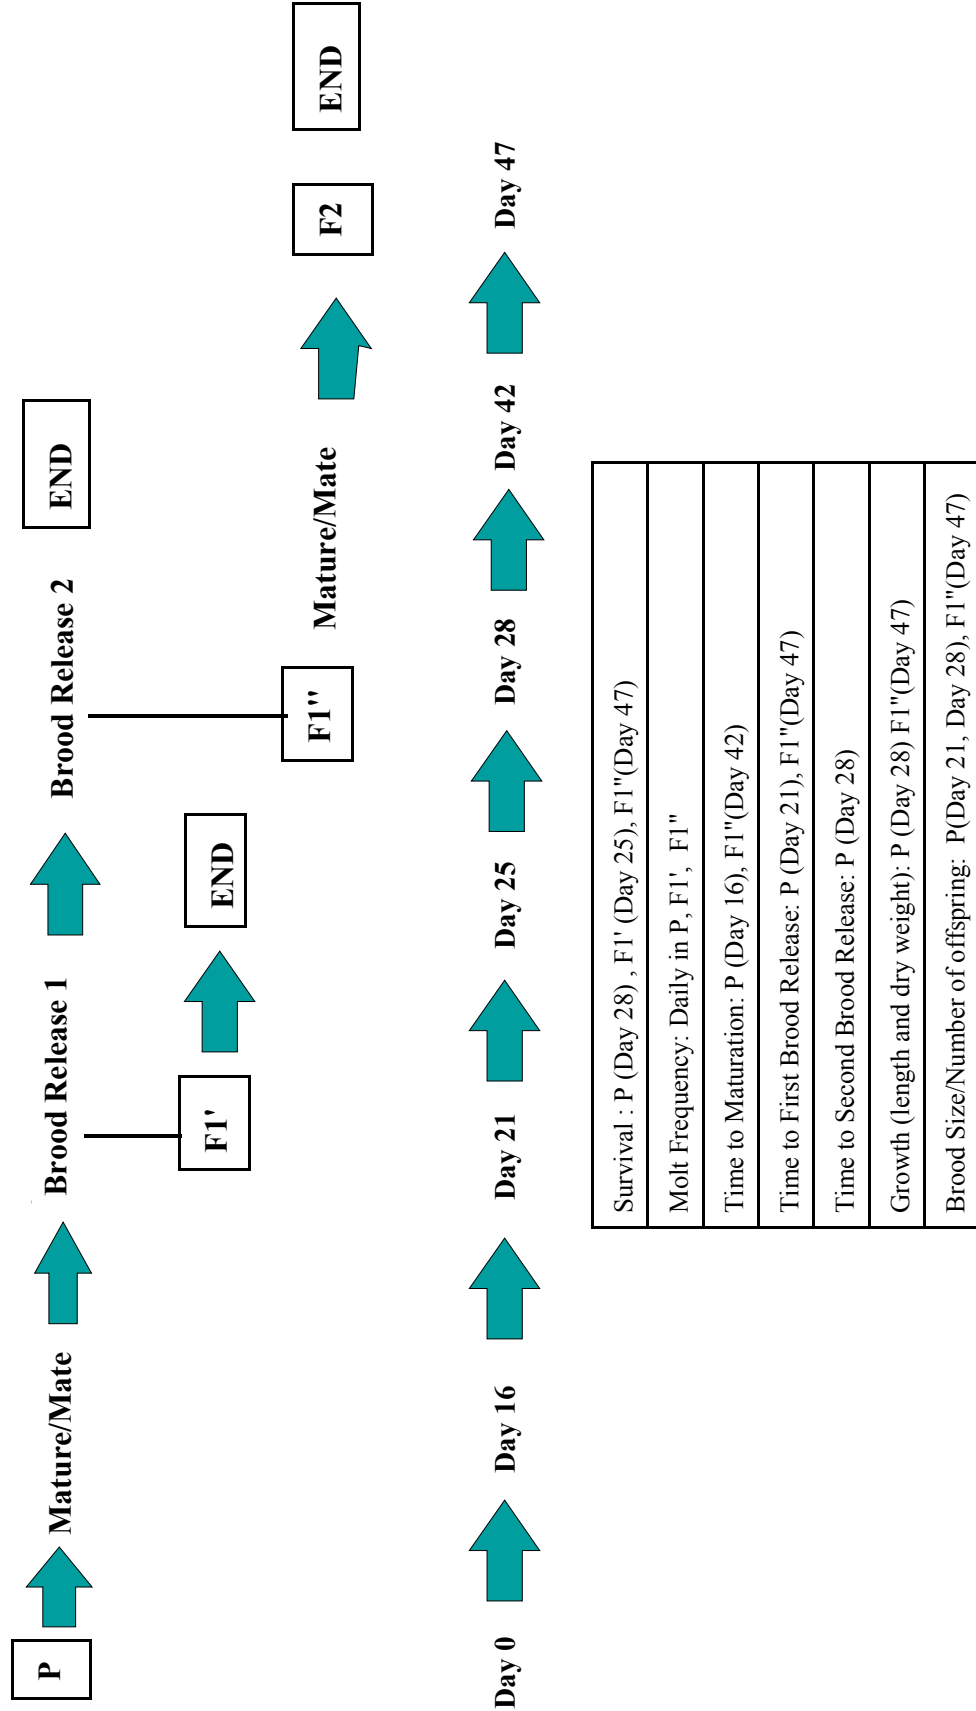 P
Mature/Mate
Brood Release 1
Brood Release 2
END
F1'
END
F1''
Mature/Mate
F2
END
Day 0
Day 16
Day 21
Day 25
Day 28
Day 42
Day 47
Survival : P (Day 28) , F1' (Day 25), F1"(Day 47)
Molt Frequency: Daily in P, F1', F1"
Time to Maturation: P (Day 16), F1"(Day 42)
Time to First Brood Release: P (Day 21), F1"(Day 47)
Time to Second Brood Release: P (Day 28)
Growth (length and dry weight): P (Day 28) F1"(Day 47)
Brood Size/Number of offspring: P(Day 21, Day 28), F1"(Day 47)